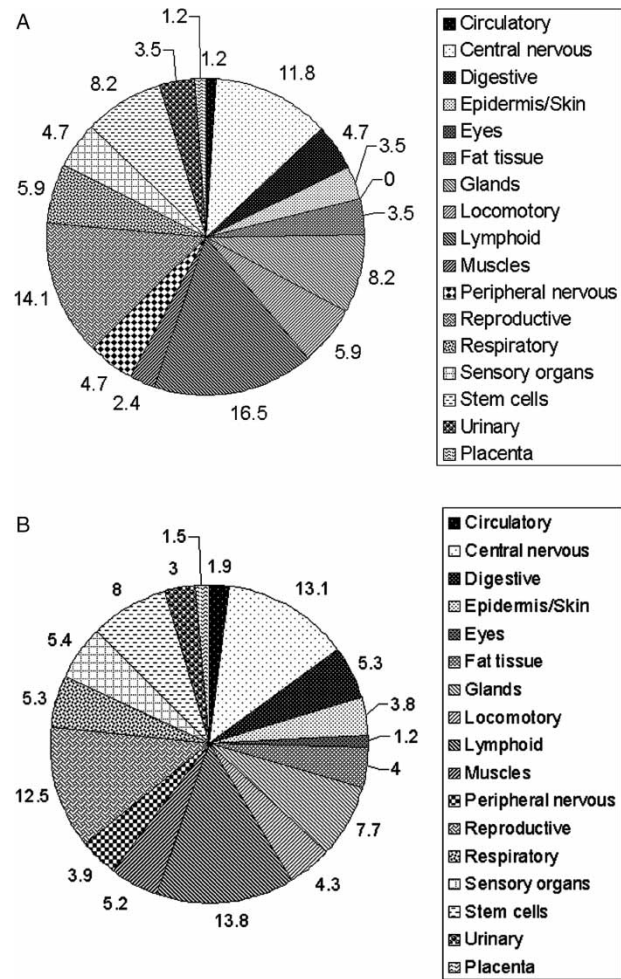 A
1.2
1.2
3.5
11.8
8.2
4.7
4.7
3.5
0
5.9
3.5
14.1
8.2
5.9
4.7
2.4
16.5
Circulatory
Central nervous
Digestive
Epidermis/Skin
Eyes
Fat tissue
Glands
Locomotory
Lymphoid
Muscles
Peripheral nervous
Reproductive
Respiratory
Sensory organs
Stem cells
Urinary
Placenta
B
1.5
1.9
3
8
13.1
5.4
5.3
5.3
3.8
1.2
12.5
4
7.7
3.9
4.3
5.2
13.8
Circulatory
Central nervous
Digestive
Epidermis/Skin
Eyes
Fat tissue
Glands
Locomotory
Lymphoid
Muscles
Peripheral nervous
Reproductive
Respiratory
Sensory organs
Stem cells
Urinary
Placenta